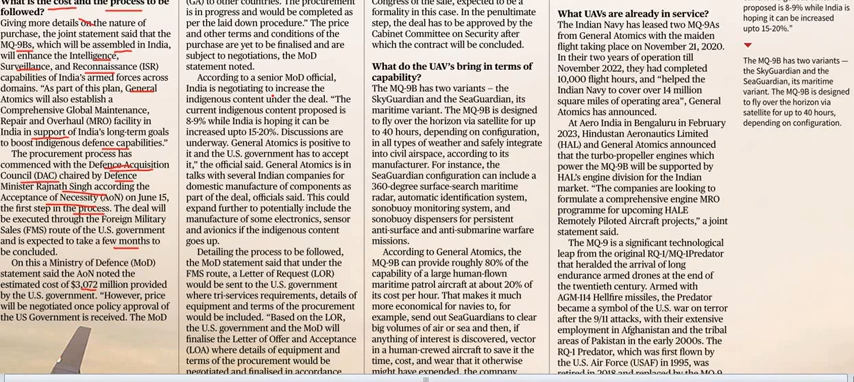 What is the cost and the process to be
followed?
Giving more details on the nature of
purchase, the joint statement said that the
MQ-9Bs, which will be assembled in India,
will enhance the Intelligence,
Surveillance, and Reconnaissance (ISR)
capabilities of India's armed forces across
domains. "As part of this plan, General
Atomics will also establish a
Comprehensive Global Maintenance,
Repair and Overhaul (MRO) facility in
India in support of India's long-term goals
to boost indigenous defence capabilities."
The procurement process has
commenced with the Defence Acquisition
Council (DAC) chaired by Defence
Minister Rajnath Singh according the
Acceptance of Necessity (AoN) on June 15,
the first step in the process. The deal will
be executed through the Foreign Military
Sales (FMS) route of the U.S. government
and is expected to take a few months to
be concluded.
On this a Ministry of Defence (MoD)
statement said the AoN noted the
estimated cost of $3,072 million provided
by the U.S. government. "However, price
will be negotiated once policy approval of
the US Government is received. The MoD
(GA) to other countries. The procurement
is in progress and would be completed as
per the laid down procedure." The price
and other terms and conditions of the
purchase are yet to be finalised and are
subject to negotiations, the MoD
statement noted.
According to a senior MoD official,
India is negotiating to increase the
indigenous content under the deal. "The
current indigenous content proposed is
8-9% while India is hoping it can be
increased upto 15-20%. Discussions are
underway. General Atomics is positive to
it and the U.S. government has to accept
it," the official said. General Atomics is in
talks with several Indian companies for
domestic manufacture of components as
part of the deal, officials said. This could
expand further to potentially include the
manufacture of some electronics, sensor
and avionics if the indigenous content
goes up.
Detailing the process to be followed,
the MoD statement said that under the
FMS route, a Letter of Request (LOR)
would be sent to the U.S. government
where tri-services requirements, details of
equipment and terms of the procurement
would be included. "Based on the LOR,
the U.S. government and the MoD will
finalise the Letter of Offer and Acceptance
(LOA) where details of equipment and
terms of the procurement would be
negotiated and finalised in accordance
Congress of the sale, expected to be a
formality in this case. In the penultimate
step, the deal has to be approved by the
Cabinet Committee on Security after
which the contract will be concluded.
What do the UAV's bring in terms of
capability?
The MQ-9B has two variants — the
SkyGuardian and the SeaGuardian, its
maritime variant. The MQ-9B is designed
to fly over the horizon via satellite for up
to 40 hours, depending on configuration,
in all types of weather and safely integrate
into civil airspace, according to its
manufacturer. For instance, the
SeaGuardian configuration can include a
360-degree surface-search maritime
radar, automatic identification system,
sonobuoy monitoring system, and
sonobuoy dispensers for persistent
anti-surface and anti-submarine warfare
missions.
According to General Atomics, the
MQ-9B can provide roughly 80% of the
capability of a large human-flown
maritime patrol aircraft at about 20% of
its cost per hour. That makes it much
more economical for navies to, for
example, send out SeaGuardians to clear
big volumes of air or sea and then, if
anything of interest is discovered, vector
in a human-crewed aircraft to save it the
time, cost, and wear that it otherwise
might have expended, the company
What UAVs are already in service?
The Indian Navy has leased two MQ-9As
from General Atomics with the maiden
flight taking place on November 21, 2020.
In their two years of operation till
November 2022, they had completed
10,000 flight hours, and "helped the
Indian Navy to cover over 14 million
square miles of operating area", General
Atomics has announced.
At Aero India in Bengaluru in February
2023, Hindustan Aeronautics Limited
(HAL) and General Atomics announced
that the turbo-propeller engines which
power the MQ-9B will be supported by
HAL's engine division for the Indian
market. "The companies are looking to
formulate a comprehensive engine MRO
programme for upcoming HALE
Remotely Piloted Aircraft projects," a joint
statement said.
The MQ-9 is a significant technological
leap from the original RQ-1/MQ-1Predator
that heralded the arrival of long
endurance armed drones at the end of
the twentieth century. Armed with
AGM-114 Hellfire missiles, the Predator
became a symbol of the U.S. war on terror
after the 9/11 attacks, with their extensive
employment in Afghanistan and the tribal
areas of Pakistan in the early 2000s. The
RQ-1 Predator, which was first flown by
the U.S. Air Force (USAF) in 1995, was
retired in 2018 and replaced by the MQ-9
proposed is 8-9% while India is
hoping it can be increased
upto 15-20%."
The MQ-9B has two variants —
the SkyGuardian and the
SeaGuardian, its maritime
variant. The MQ-9B is designed
to fly over the horizon via
satellite for up to 40 hours,
depending on configuration.